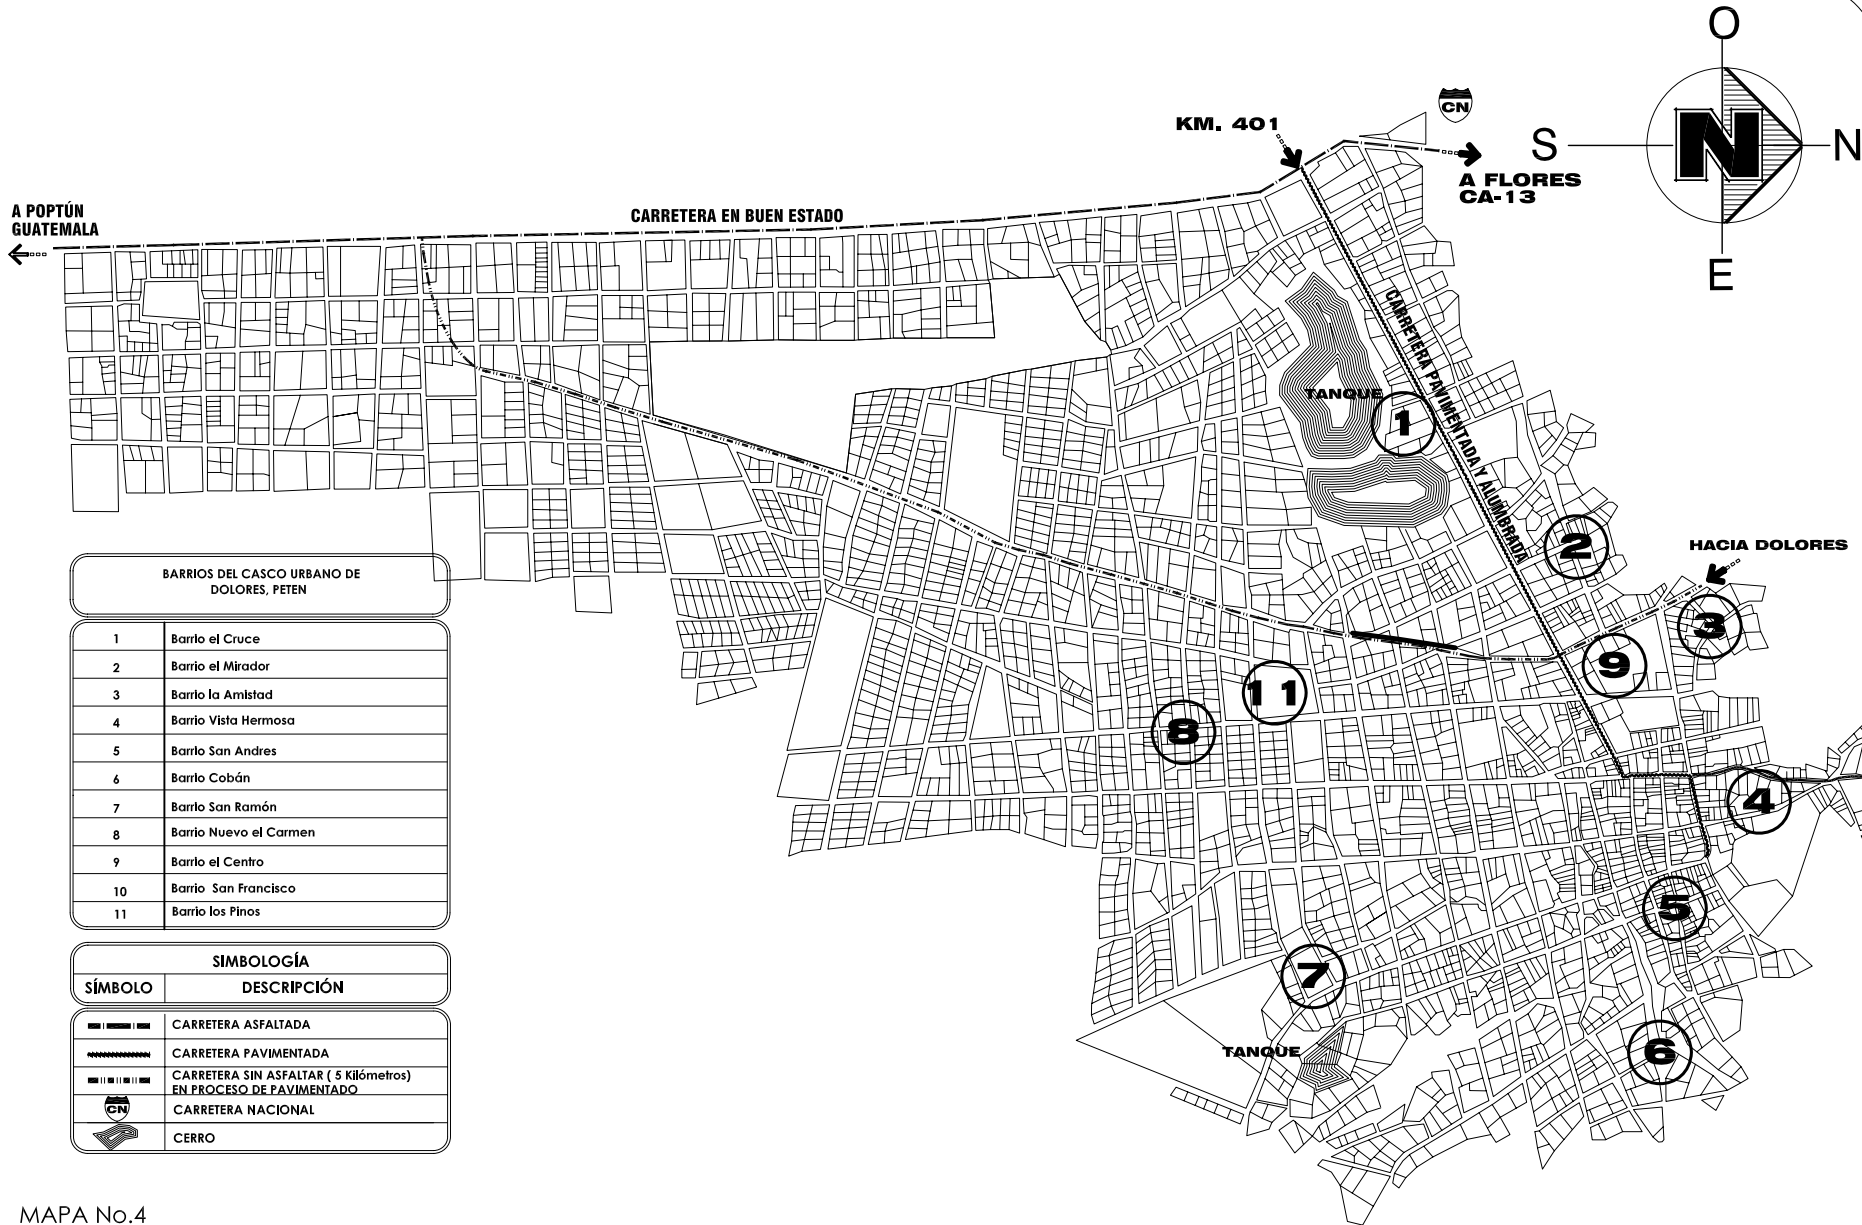 O
S
N
N
E
CN
KM. 401
A FLORES
CA-13
A POPTÚN
GUATEMALA
CARRETERA EN BUEN ESTADO
CARRETERA PAVIMENTADA Y ALUMBRADA
TANQUE
1
2
HACIA DOLORES
3
9
11
8
4
5
7
TANQUE
6
BARRIOS DEL CASCO URBANO DE
DOLORES, PETEN
1 Barrio el Cruce
2 Barrio el Mirador
3 Barrio la Amistad
4 Barrio Vista Hermosa
5 Barrio San Andres
6 Barrio Cobán
7 Barrio San Ramón
8 Barrio Nuevo el Carmen
9 Barrio el Centro
10 Barrio San Francisco
11 Barrio los Pinos
SIMBOLOGÍA
SÍMBOLO DESCRIPCIÓN
CARRETERA ASFALTADA
CARRETERA PAVIMENTADA
CARRETERA SIN ASFALTAR ( 5 Kilómetros)
EN PROCESO DE PAVIMENTADO
CN CARRETERA NACIONAL
CERRO
MAPA No.4